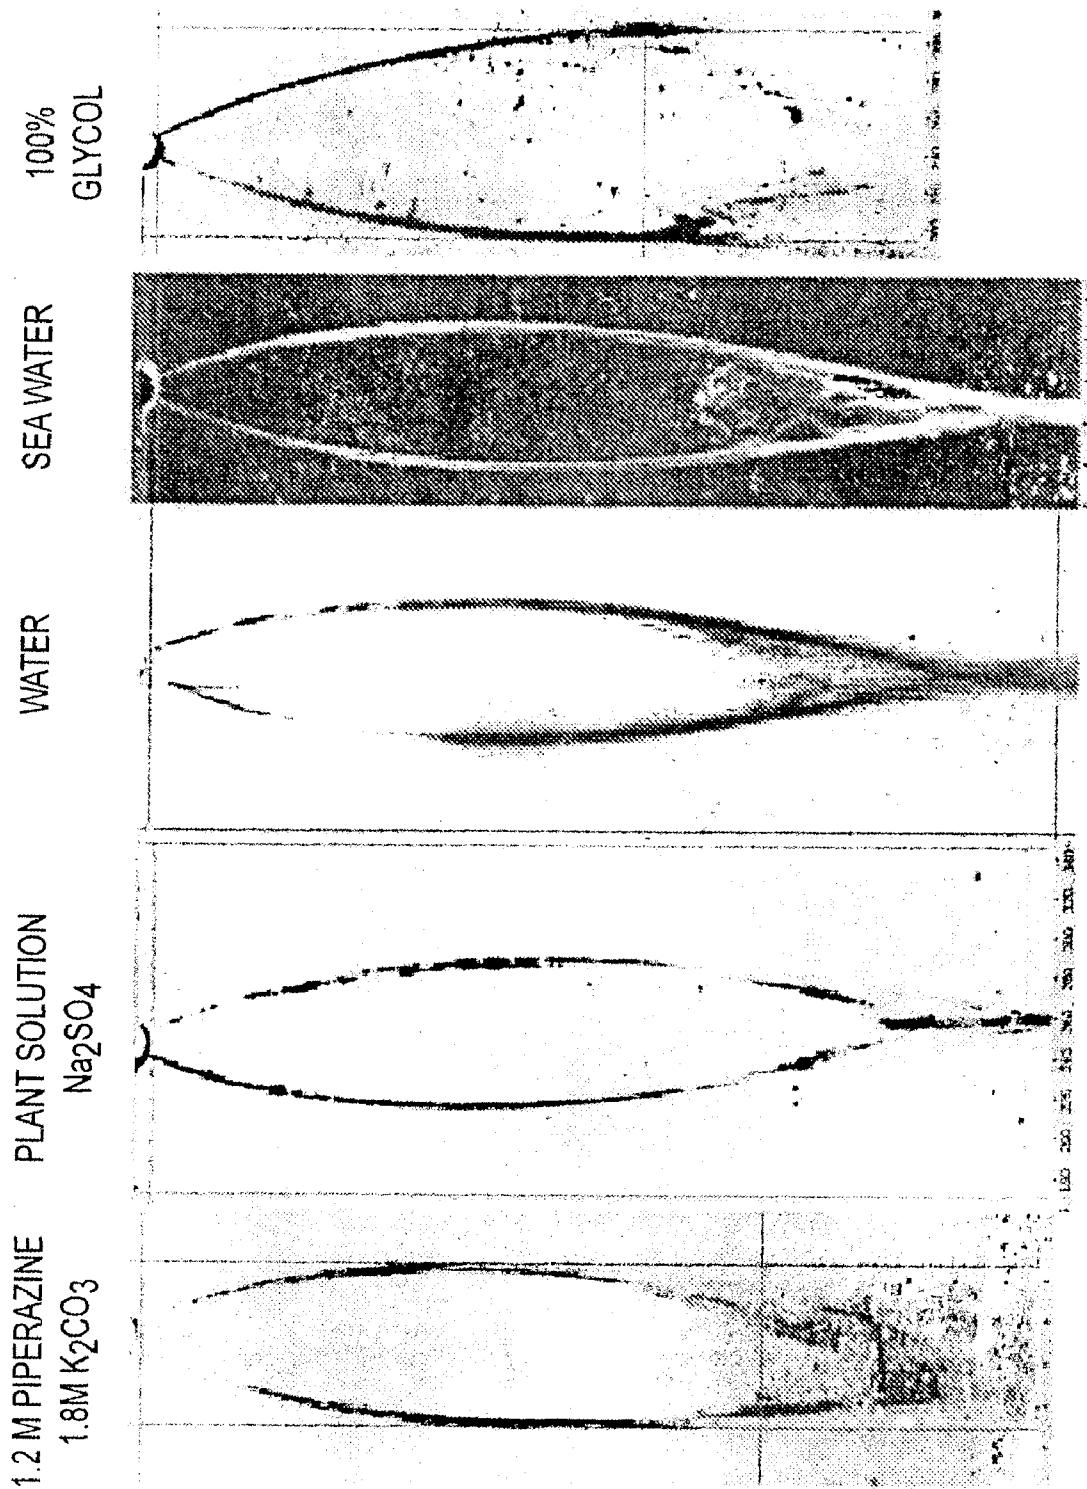 100%
GLYCOL
SEA WATER
WATER
PLANT SOLUTION
Na2SO4
1.2 M PIPERAZINE
1.8M K2CO3